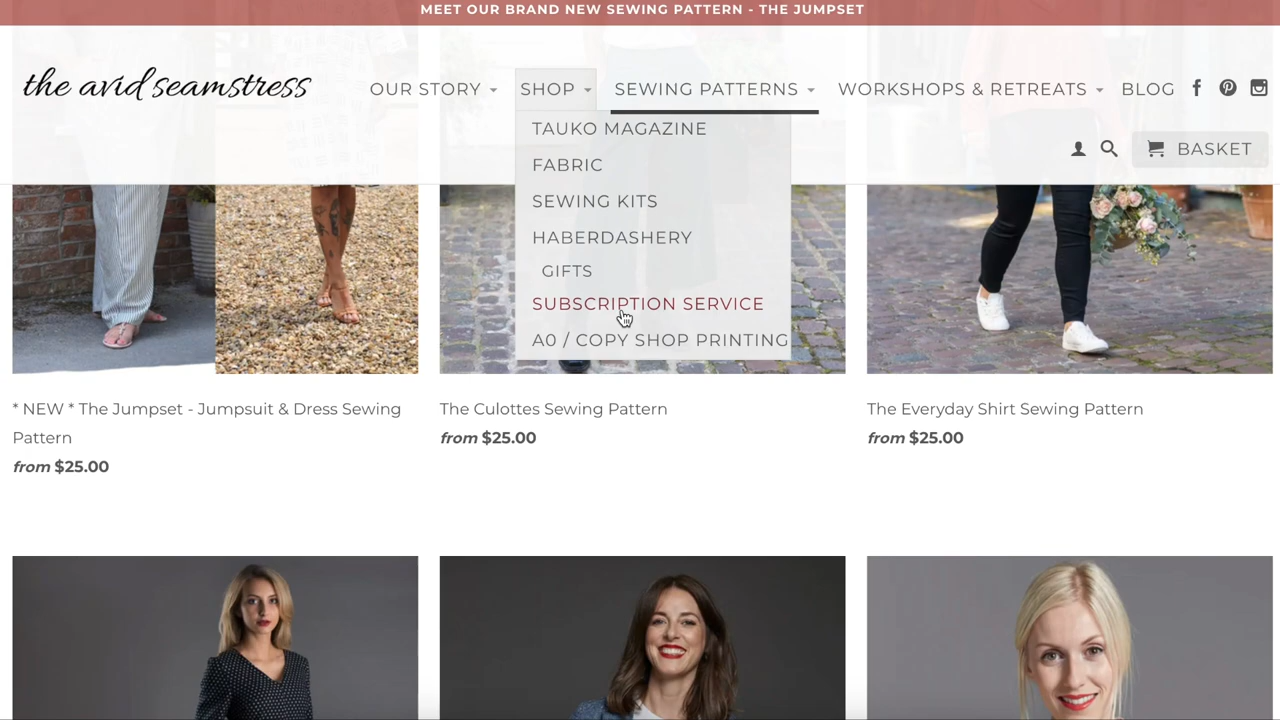 MEET OUR BRAND NEW SEWING PATTERN - THE JUMPSET
the avid seamstress
OUR STORY
SHOP
SEWING PATTERNS
WORKSHOPS & RETREATS
BLOG
BASKET
TAUKO MAGAZINE
FABRIC
SEWING KITS
HABERDASHERY
GIFTS
SUBSCRIPTION SERVICE
A0 / COPY SHOP PRINTING
* NEW * The Jumpset - Jumpsuit & Dress Sewing
Pattern
from $25.00
The Culottes Sewing Pattern
from $25.00
The Everyday Shirt Sewing Pattern
from $25.00